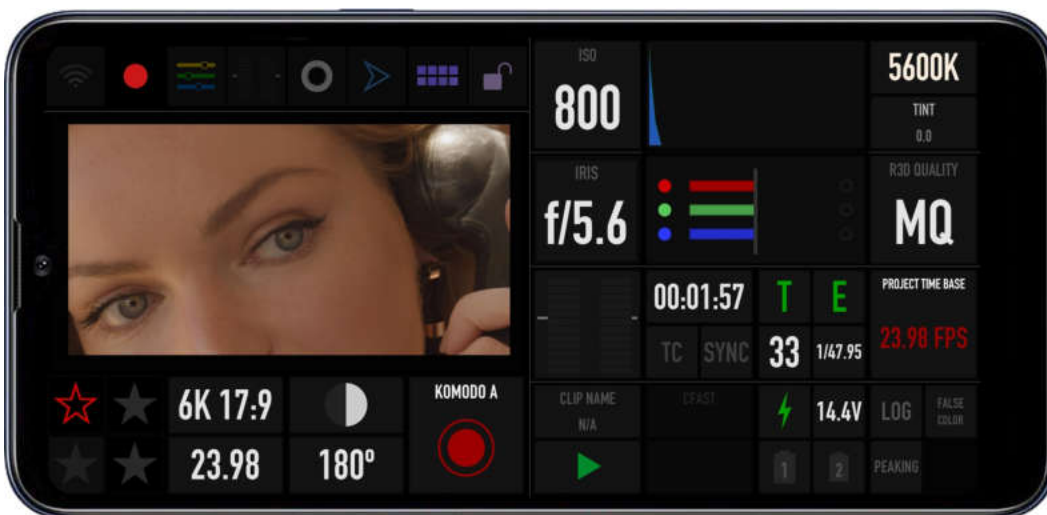 ISO
800
5600K
TINT
0.0
IRIS
f/5.6
R3D QUALITY
MQ
00:01:57
T
E
PROJECT TIME BASE
23.98 FPS
TC
SYNC
33
1/47.95
6K 17:9
KOMODO A
23.98
180º
CLIP NAME
N/A
CFAST
14.4V
LOG
FALSE
COLOR
1
2
PEAKING